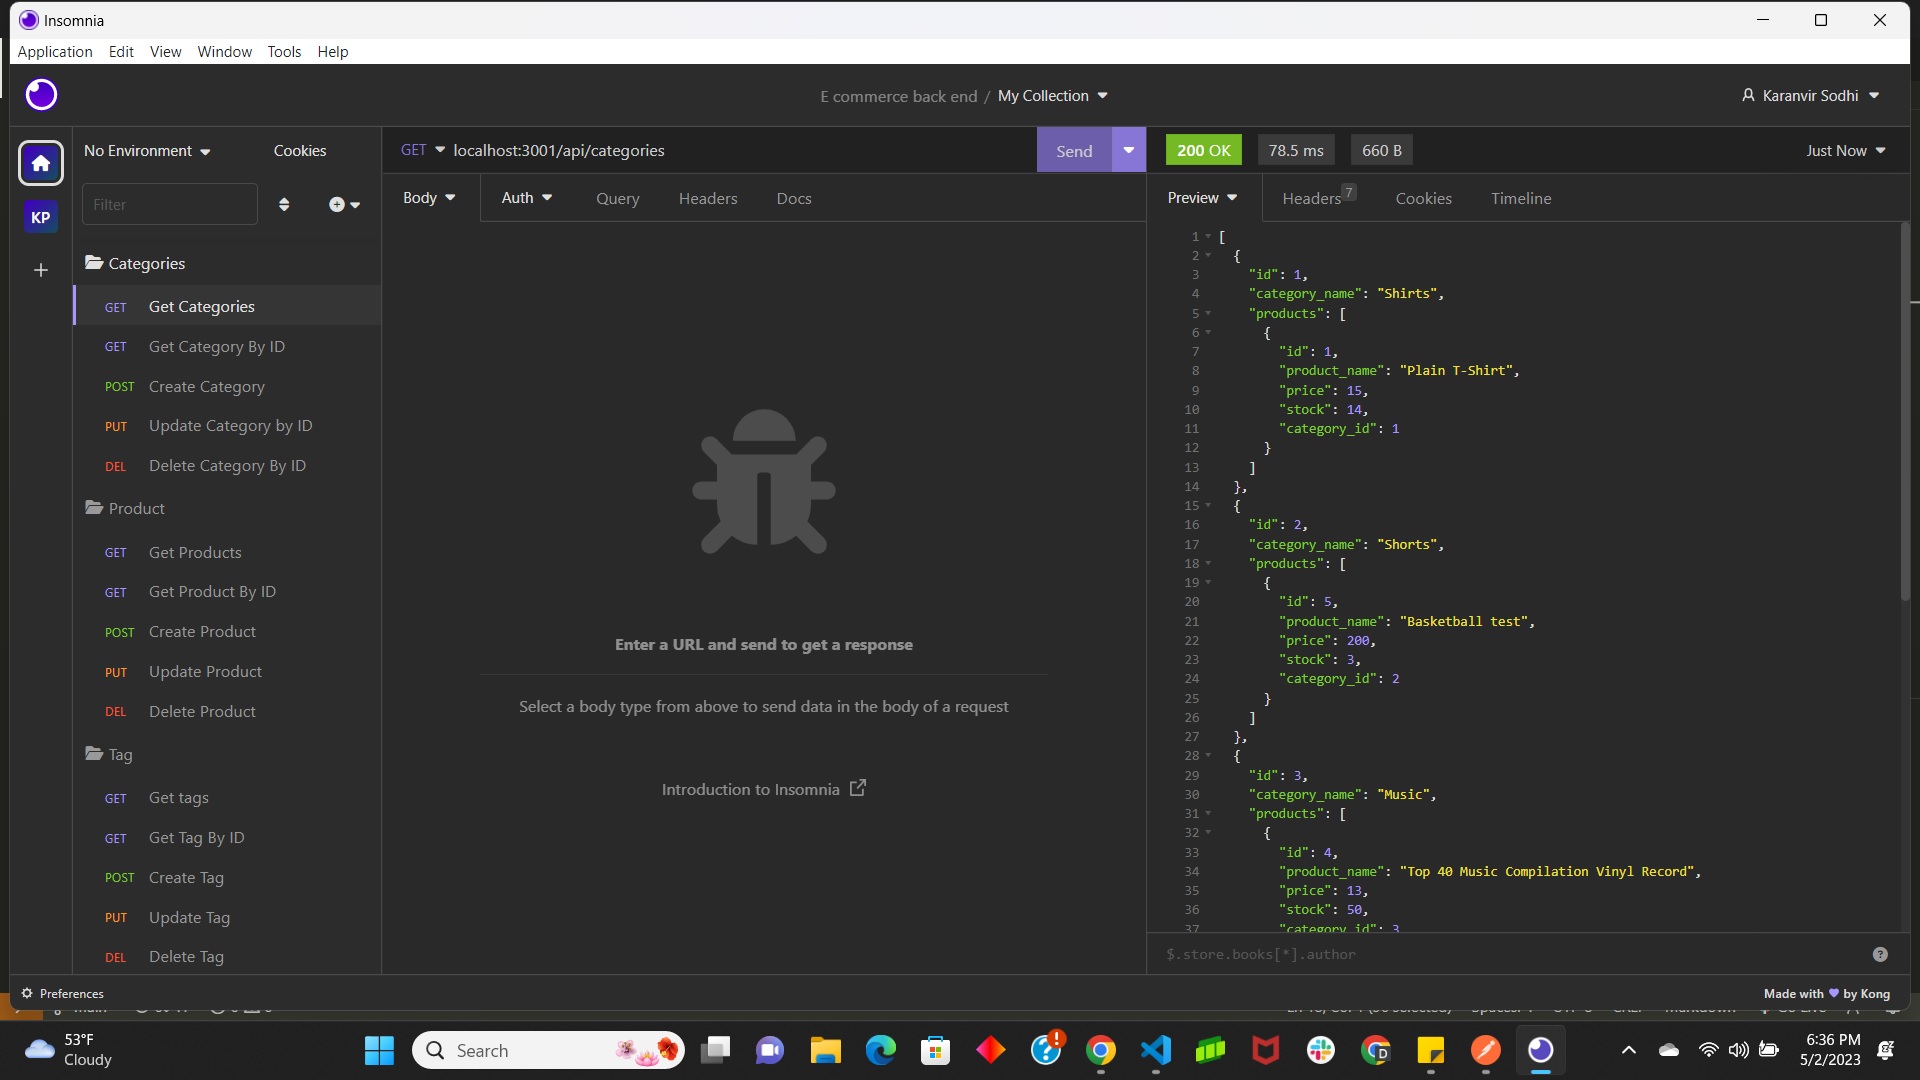 Insomnia
Application Edit View Window Tools Help
E commerce back end / My Collection
Karanvir Sodhi
No Environment
Cookies
Filter
KP
Categories
GET Get Categories
GET Get Category By ID
POST Create Category
PUT Update Category by ID
DEL Delete Category By ID
Product
GET Get Products
GET Get Product By ID
POST Create Product
PUT Update Product
DEL Delete Product
Tag
GET Get tags
GET Get Tag By ID
POST Create Tag
PUT Update Tag
DEL Delete Tag
GET localhost:3001/api/categories
Send
Body Auth Query Headers Docs
Enter a URL and send to get a response
Select a body type from above to send data in the body of a request
Introduction to Insomnia
200 OK 78.5 ms 660 B
Just Now
Preview Headers 7 Cookies Timeline
1 [
2 {
3 "id": 1,
4 "category_name": "Shirts",
5 "products": [
6 {
7 "id": 1,
8 "product_name": "Plain T-Shirt",
9 "price": 15,
10 "stock": 14,
11 "category_id": 1
12 }
13 ]
14 },
15 {
16 "id": 2,
17 "category_name": "Shorts",
18 "products": [
19 {
20 "id": 5,
21 "product_name": "Basketball test",
22 "price": 200,
23 "stock": 3,
24 "category_id": 2
25 }
26 ]
27 },
28 {
29 "id": 3,
30 "category_name": "Music",
31 "products": [
32 {
33 "id": 4,
34 "product_name": "Top 40 Music Compilation Vinyl Record",
35 "price": 13,
36 "stock": 50,
37 "category_id": 3
$.store.books[*].author
Preferences
Made with by Kong
53°F
Cloudy
Search
6:36 PM
5/2/2023